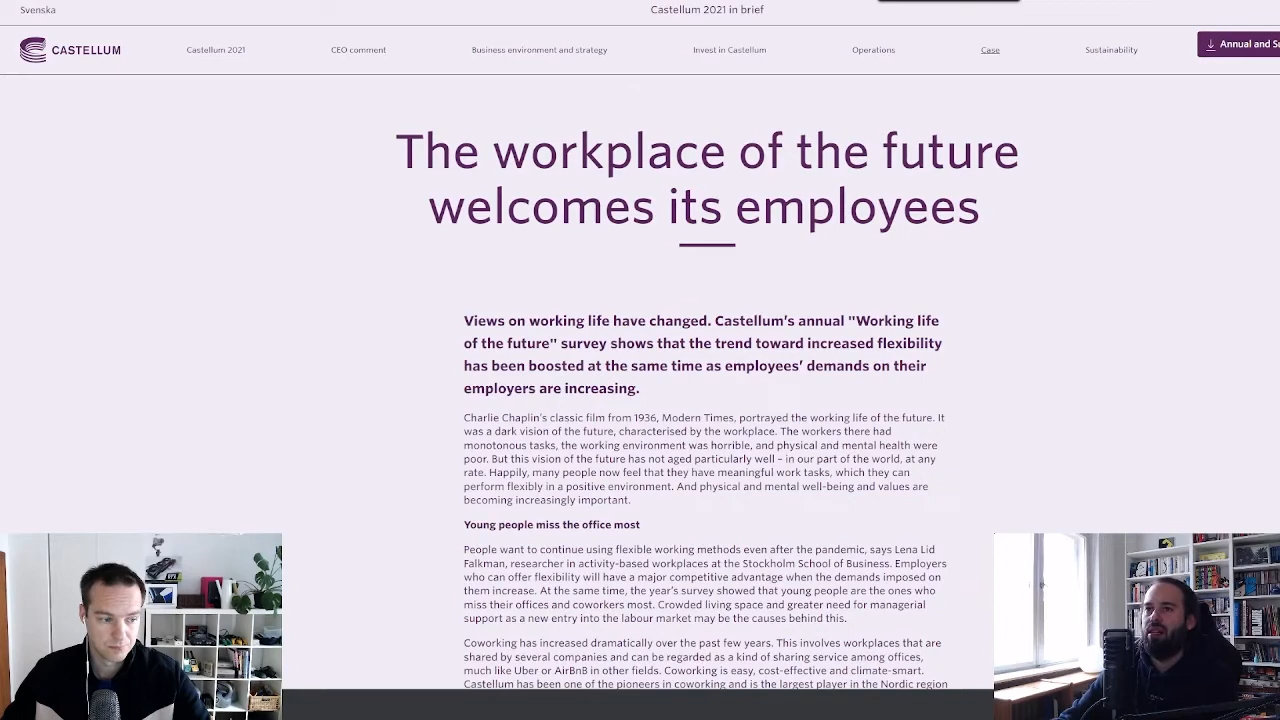 Svenska
Castellum 2021 in brief
CASTELLUM
Castellum 2021
CEO comment
Business environment and strategy
Invest in Castellum
Operations
Case
Sustainability
Annual and
The workplace of the future
welcomes its employees
Views on working life have changed. Castellum’s annual "Working life
of the future" survey shows that the trend toward increased flexibility
has been boosted at the same time as employees’ demands on their
employers are increasing.
Charlie Chaplin’s classic film from 1936, Modern Times, portrayed the working life of the future. It
was a dark vision of the future, characterised by the workplace. The workers there had
monotonous tasks, the working environment was horrible, and physical and mental health were
poor. But this vision of the future has not aged particularly well – in our part of the world, at any
rate. Happily, many people now feel that they have meaningful work tasks, which they can
perform flexibly in a positive environment. And physical and mental well-being and values are
becoming increasingly important.
Young people miss the office most
People want to continue using flexible working methods even after the pandemic, says Lena Lid
Falkman, researcher in activity-based workplaces at the Stockholm School of Business. Employers
who can offer flexibility will have a major competitive advantage when the demands imposed on
them increase. At the same time, the year’s survey showed that young people are the ones who
miss their offices and coworkers most. Crowded living space and greater need for managerial
support as a new entry into the labour market may be the causes behind this.
Coworking has increased dramatically over the past few years. This involves workplaces that are
shared by several companies and can be regarded as a kind of sharing service among offices,
much like Uber or AirBnB in other fields. Coworking is easy, cost-effective and climate-smart.
Castellum has been one of the pioneers in coworking and is the largest player in the Nordic region